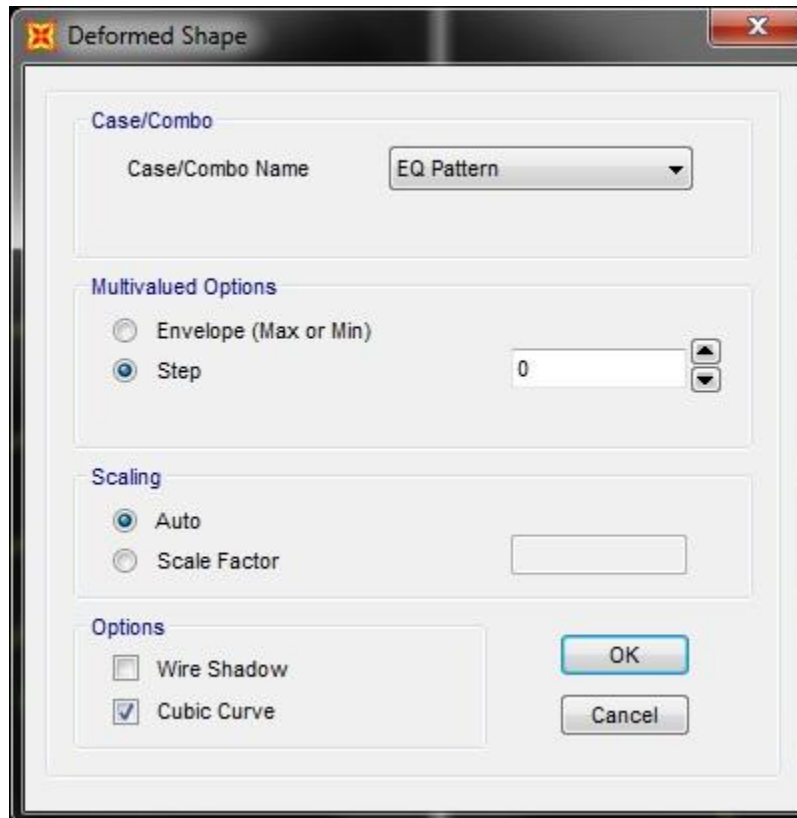 Deformed Shape
Case/Combo
Case/Combo Name EQ Pattern
Multivalued Options
Envelope (Max or Min)
Step 0
Scaling
Auto
Scale Factor
Options
Wire Shadow
Cubic Curve
OK
Cancel